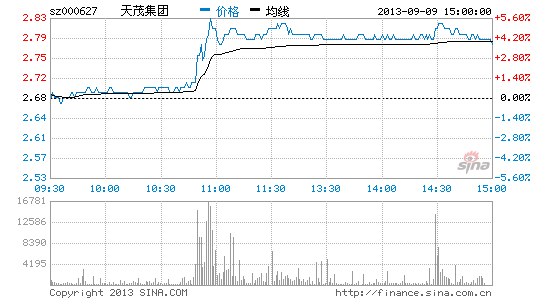 sz000627 天茂集团 价格 均线 2013-09-09 15:00:00
2.83 5.60%
2.79 4.20%
2.75 2.80%
2.72 1.40%
2.68 0.00%
2.64 1.40%
2.61 2.80%
2.57 4.20%
2.53 5.60%
sina
新浪财经
09:30 10:00 10:30 11:00 11:30 13:30 14:00 14:30 15:00
16781
12586
8390
4195
Copyright 2013 SINA.COM http://finance.sina.com.cn